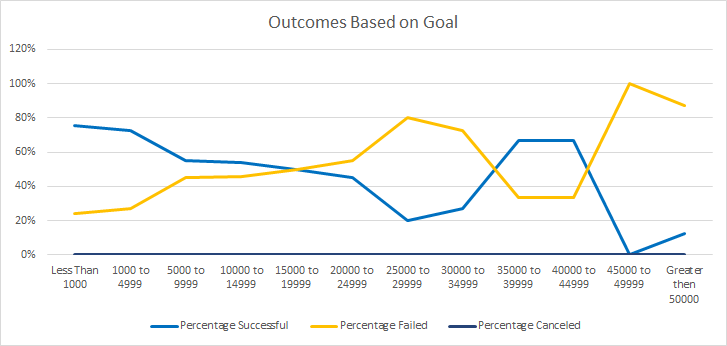 Outcomes Based on Goal
120%
100%
80%
60%
40%
20%
0%
Less Than 1000 to 5000 to 10000 to 15000 to 20000 to 25000 to 30000 to 35000 to 40000 to 45000 to Greater
1000 4999 9999 14999 19999 24999 29999 34999 39999 44999 49999 then
50000
Percentage Successful Percentage Failed Percentage Canceled